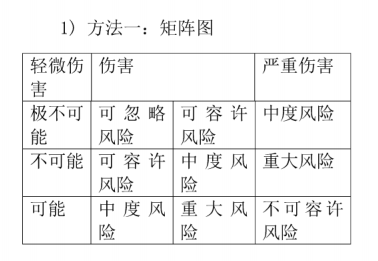 1）方法一：矩阵图
轻微伤害 伤害 严重伤害
极不可能 可忽略风险 可容许风险 中度风险
不可能 可容许风险 中度风险 重大风险
可能 中度风险 重大风险 不可容许风险